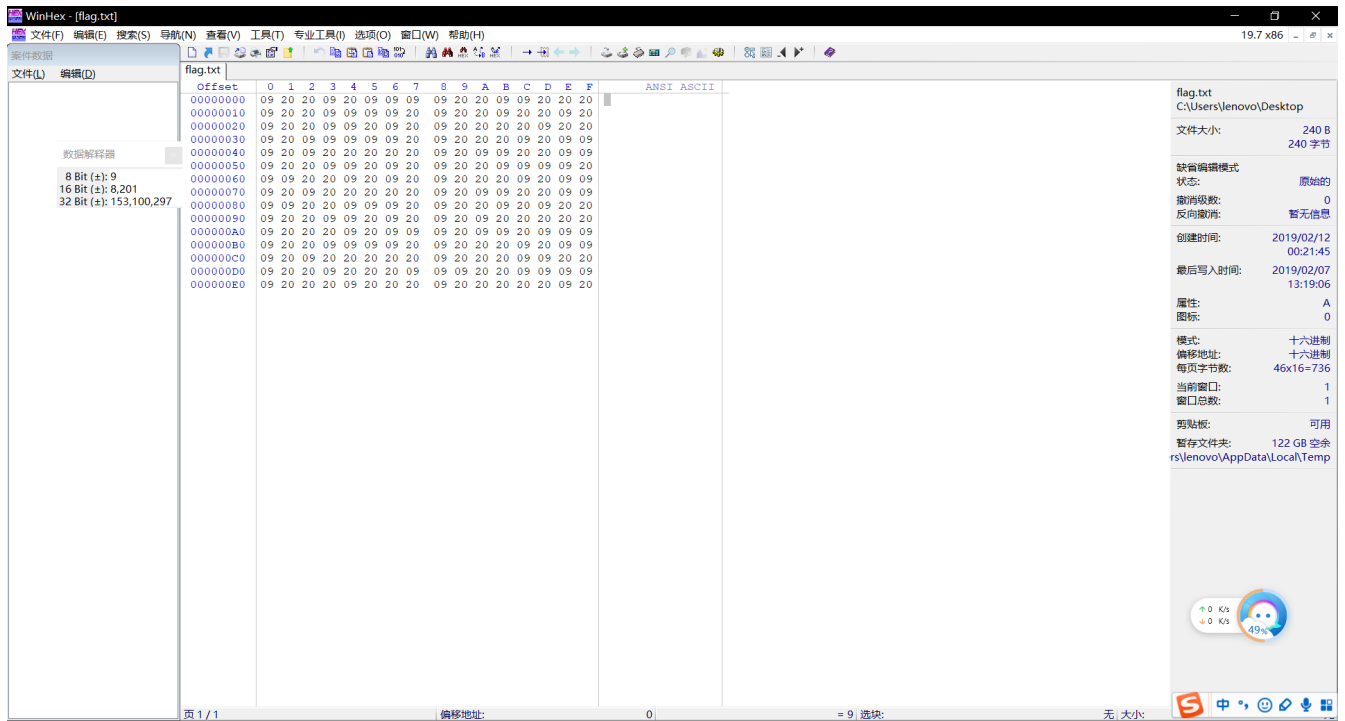 WinHex - [flag.txt]
文件(F) 编辑(E) 搜索(S) 导航(N) 查看(V) 工具(T) 专业工具(I) 选项(O) 窗口(W) 帮助(H) 19.7 x86
案件数据
文件(L) 编辑(D)
flag.txt
Offset 0 1 2 3 4 5 6 7 8 9 A B C D E F ANSI ASCII
00000000 09 20 20 09 20 09 09 09 09 20 20 09 09 20 20 20
00000010 09 20 20 09 09 20 09 20 09 20 20 09 20 20 09 20
00000020 09 20 20 09 09 20 09 20 09 20 20 20 20 09 20 20
00000030 09 20 09 09 09 09 09 20 09 20 20 20 09 20 09 09
00000040 09 20 09 20 20 20 20 20 09 20 09 09 20 20 09 09
00000050 09 20 20 09 20 09 09 20 09 20 20 09 09 09 09 20
00000060 09 09 20 20 09 09 09 20 09 20 20 20 20 09 20 09
00000070 09 20 09 20 20 20 20 20 09 20 09 09 20 09 09 20
00000080 09 20 20 09 09 09 20 09 09 20 20 20 09 20 09 20
00000090 09 20 20 09 20 09 20 09 09 20 09 20 20 20 20 20
000000A0 09 20 09 09 20 20 09 20 09 20 20 20 09 09 09 09
000000B0 09 20 20 09 09 09 09 20 09 20 20 20 09 20 09 09
000000C0 09 20 09 20 20 20 20 20 09 20 20 09 09 09 20 20
000000D0 09 20 20 09 20 20 20 09 09 09 20 20 09 09 09 09
000000E0 09 20 20 20 09 20 20 20 09 20 20 20 20 20 09 20
数据解释器
8 Bit (±): 9
16 Bit (±): 8,201
32 Bit (±): 153,100,297
flag.txt
C:\Users\lenovo\Desktop
文件大小: 240 B
240 字节
缺省编辑模式
状态: 原始的
撤消级数: 0
反向撤消: 暂无信息
创建时间: 2019/02/12
00:21:45
最后写入时间: 2019/02/07
13:19:06
属性: A
图标: 0
模式: 十六进制
偏移地址: 十六进制
每页字节数: 46x16=736
当前窗口: 1
窗口总数: 1
剪贴板: 可用
暂存文件夹: 122 GB 空余
rs\lenovo\AppData\Local\Temp
↑ 0 K/s
↓ 0 K/s
49%
中
页 1 / 1 偏移地址: 0 = 9 选块: 无 大小: